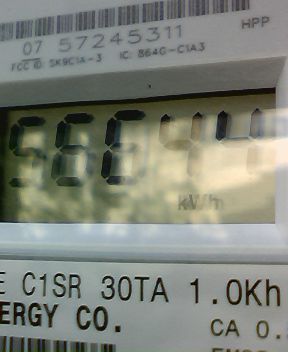 HPP
07 57245311
FCC ID: SK9C1A-3 IC: 864G-C1A3
56644
kWh
E C1SR 30TA 1.0Kh
ERGY CO.
CA 0.